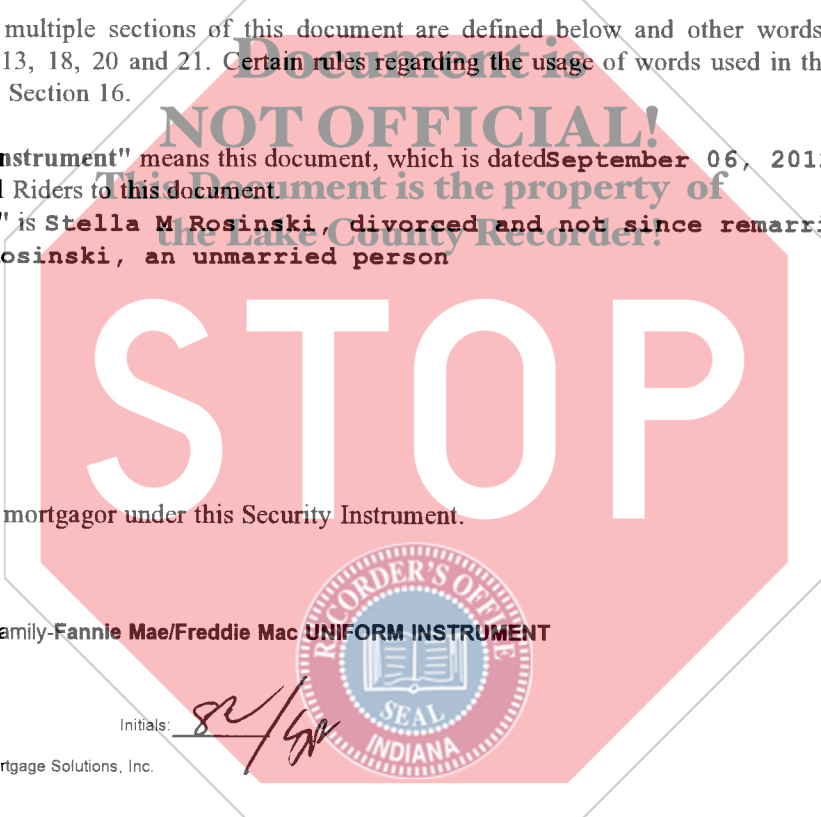 multiple sections of this document are defined below and other words
13, 18, 20 and 21. Certain rules regarding the usage of words used in th
Section 16.
Document is
NOT OFFICIAL!
This Document is the property of
the Lake County Recorder!
nstrument" means this document, which is dated September 06, 201
Riders to this document.
" is Stella M Rosinski, divorced and not since remarri
osinski, an unmarried person
STOP
mortgagor under this Security Instrument.
RECORDER'S OFFICE
SEAL
INDIANA
amily-Fannie Mae/Freddie Mac UNIFORM INSTRUMENT
Initials:
rtgage Solutions, Inc.